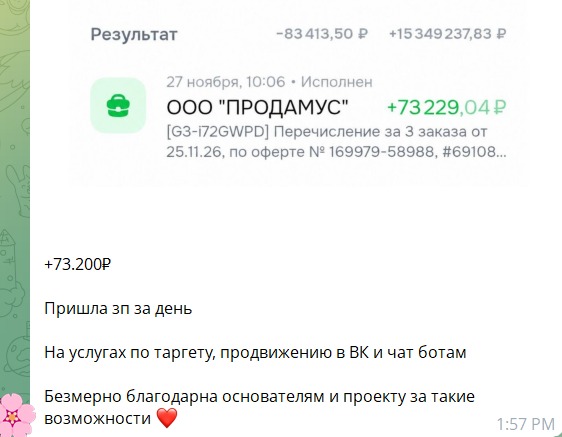 Результат -83 413,50 ₽ +15 349 237,83 ₽
27 ноября, 10:06 • Исполнен
ООО "ПРОДАМУС" +73 229,04 ₽
[G3-i72GWPD] Перечисление за 3 заказа от
25.11.26, по оферте № 169979-58988, #69108...
+73.200₽
Пришла зп за день
На услугах по таргету, продвижению в ВК и чат ботам
Безмерно благодарна основателям и проекту за такие
возможности ❤️
1:57 PM